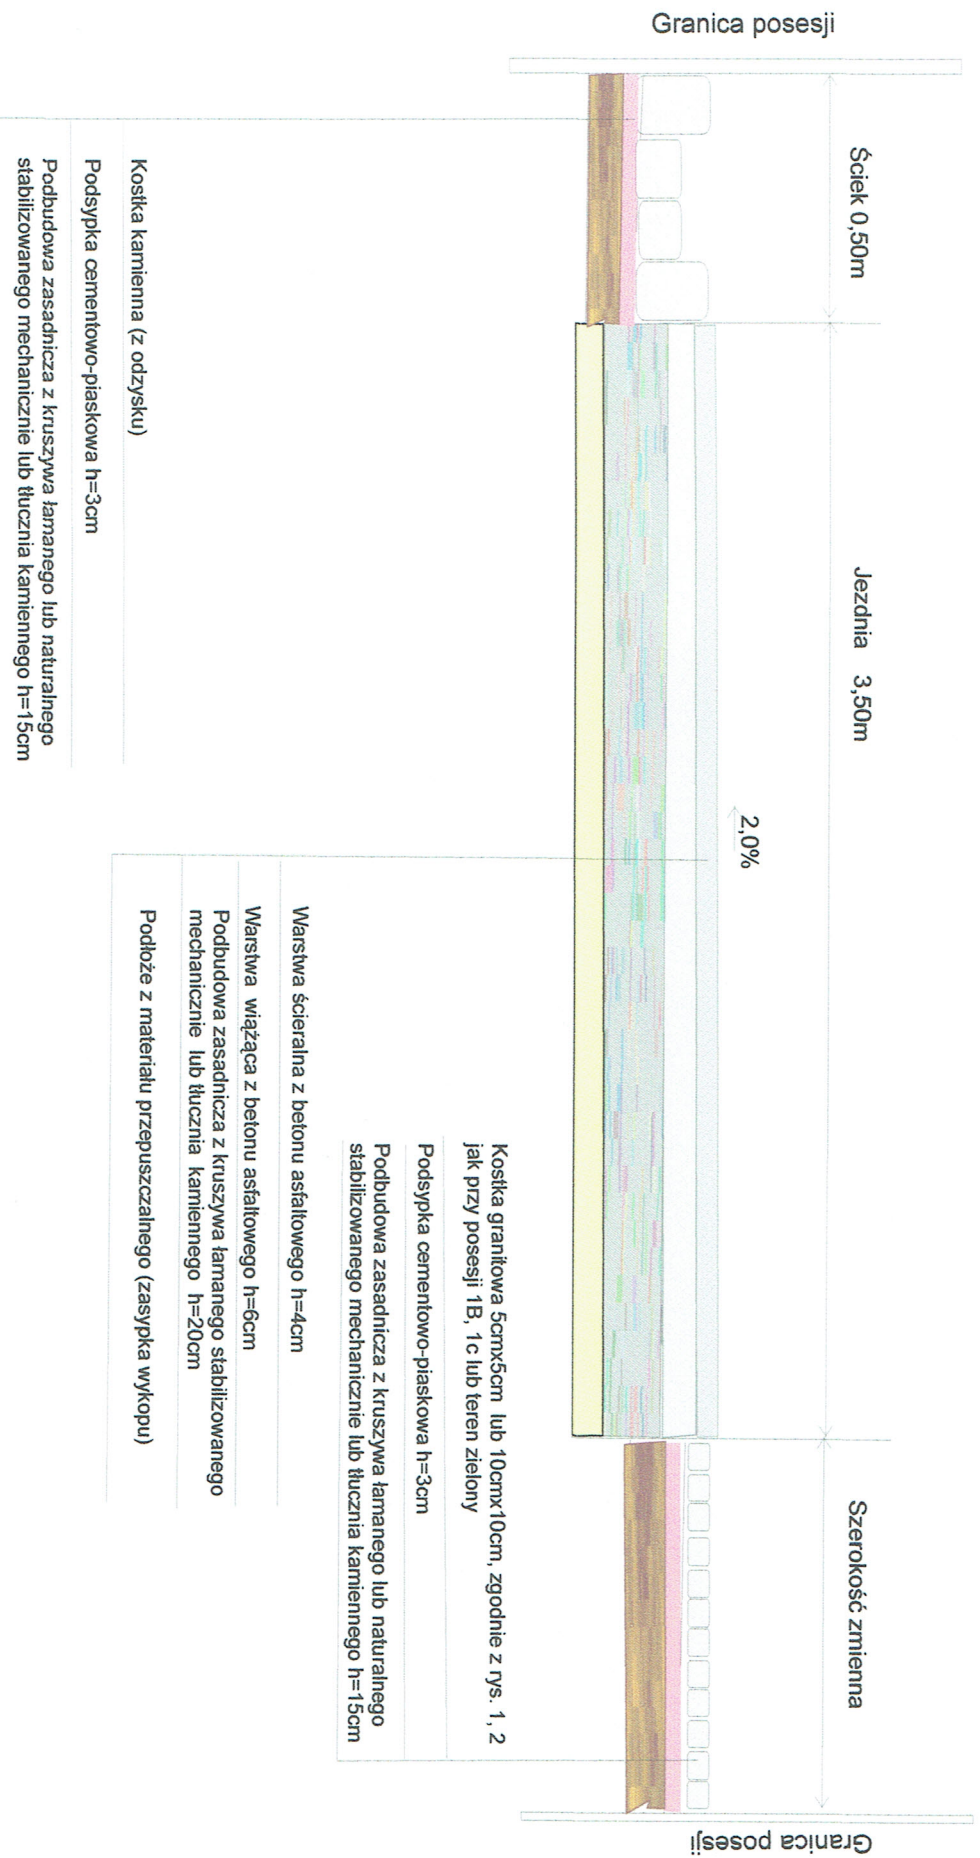 Granica posesji
Ściek 0,50m
Jezdnia 3,50m
Szerokość zmienna
Granica posesji
2,0%
Kostka granitowa 5cmx5cm lub 10cmx10cm, zgodnie z rys. 1, 2
jak przy posesji 1B, 1c lub teren zielony
Podsypka cementowo-piaskowa h=3cm
Podbudowa zasadnicza z kruszywa łamanego lub naturalnego
stabilizowanego mechanicznie lub tłucznia kamiennego h=15cm
Warstwa ścieralna z betonu asfaltowego h=4cm
Warstwa wiążąca z betonu asfaltowego h=6cm
Podbudowa zasadnicza z kruszywa łamanego stabilizowanego
mechanicznie lub tłucznia kamiennego h=20cm
Podłoże z materiału przepuszczalnego (zasypka wykopu)
Kostka kamienna (z odzysku)
Podsypka cementowo-piaskowa h=3cm
Podbudowa zasadnicza z kruszywa łamanego lub naturalnego
stabilizowanego mechanicznie lub tłucznia kamiennego h=15cm